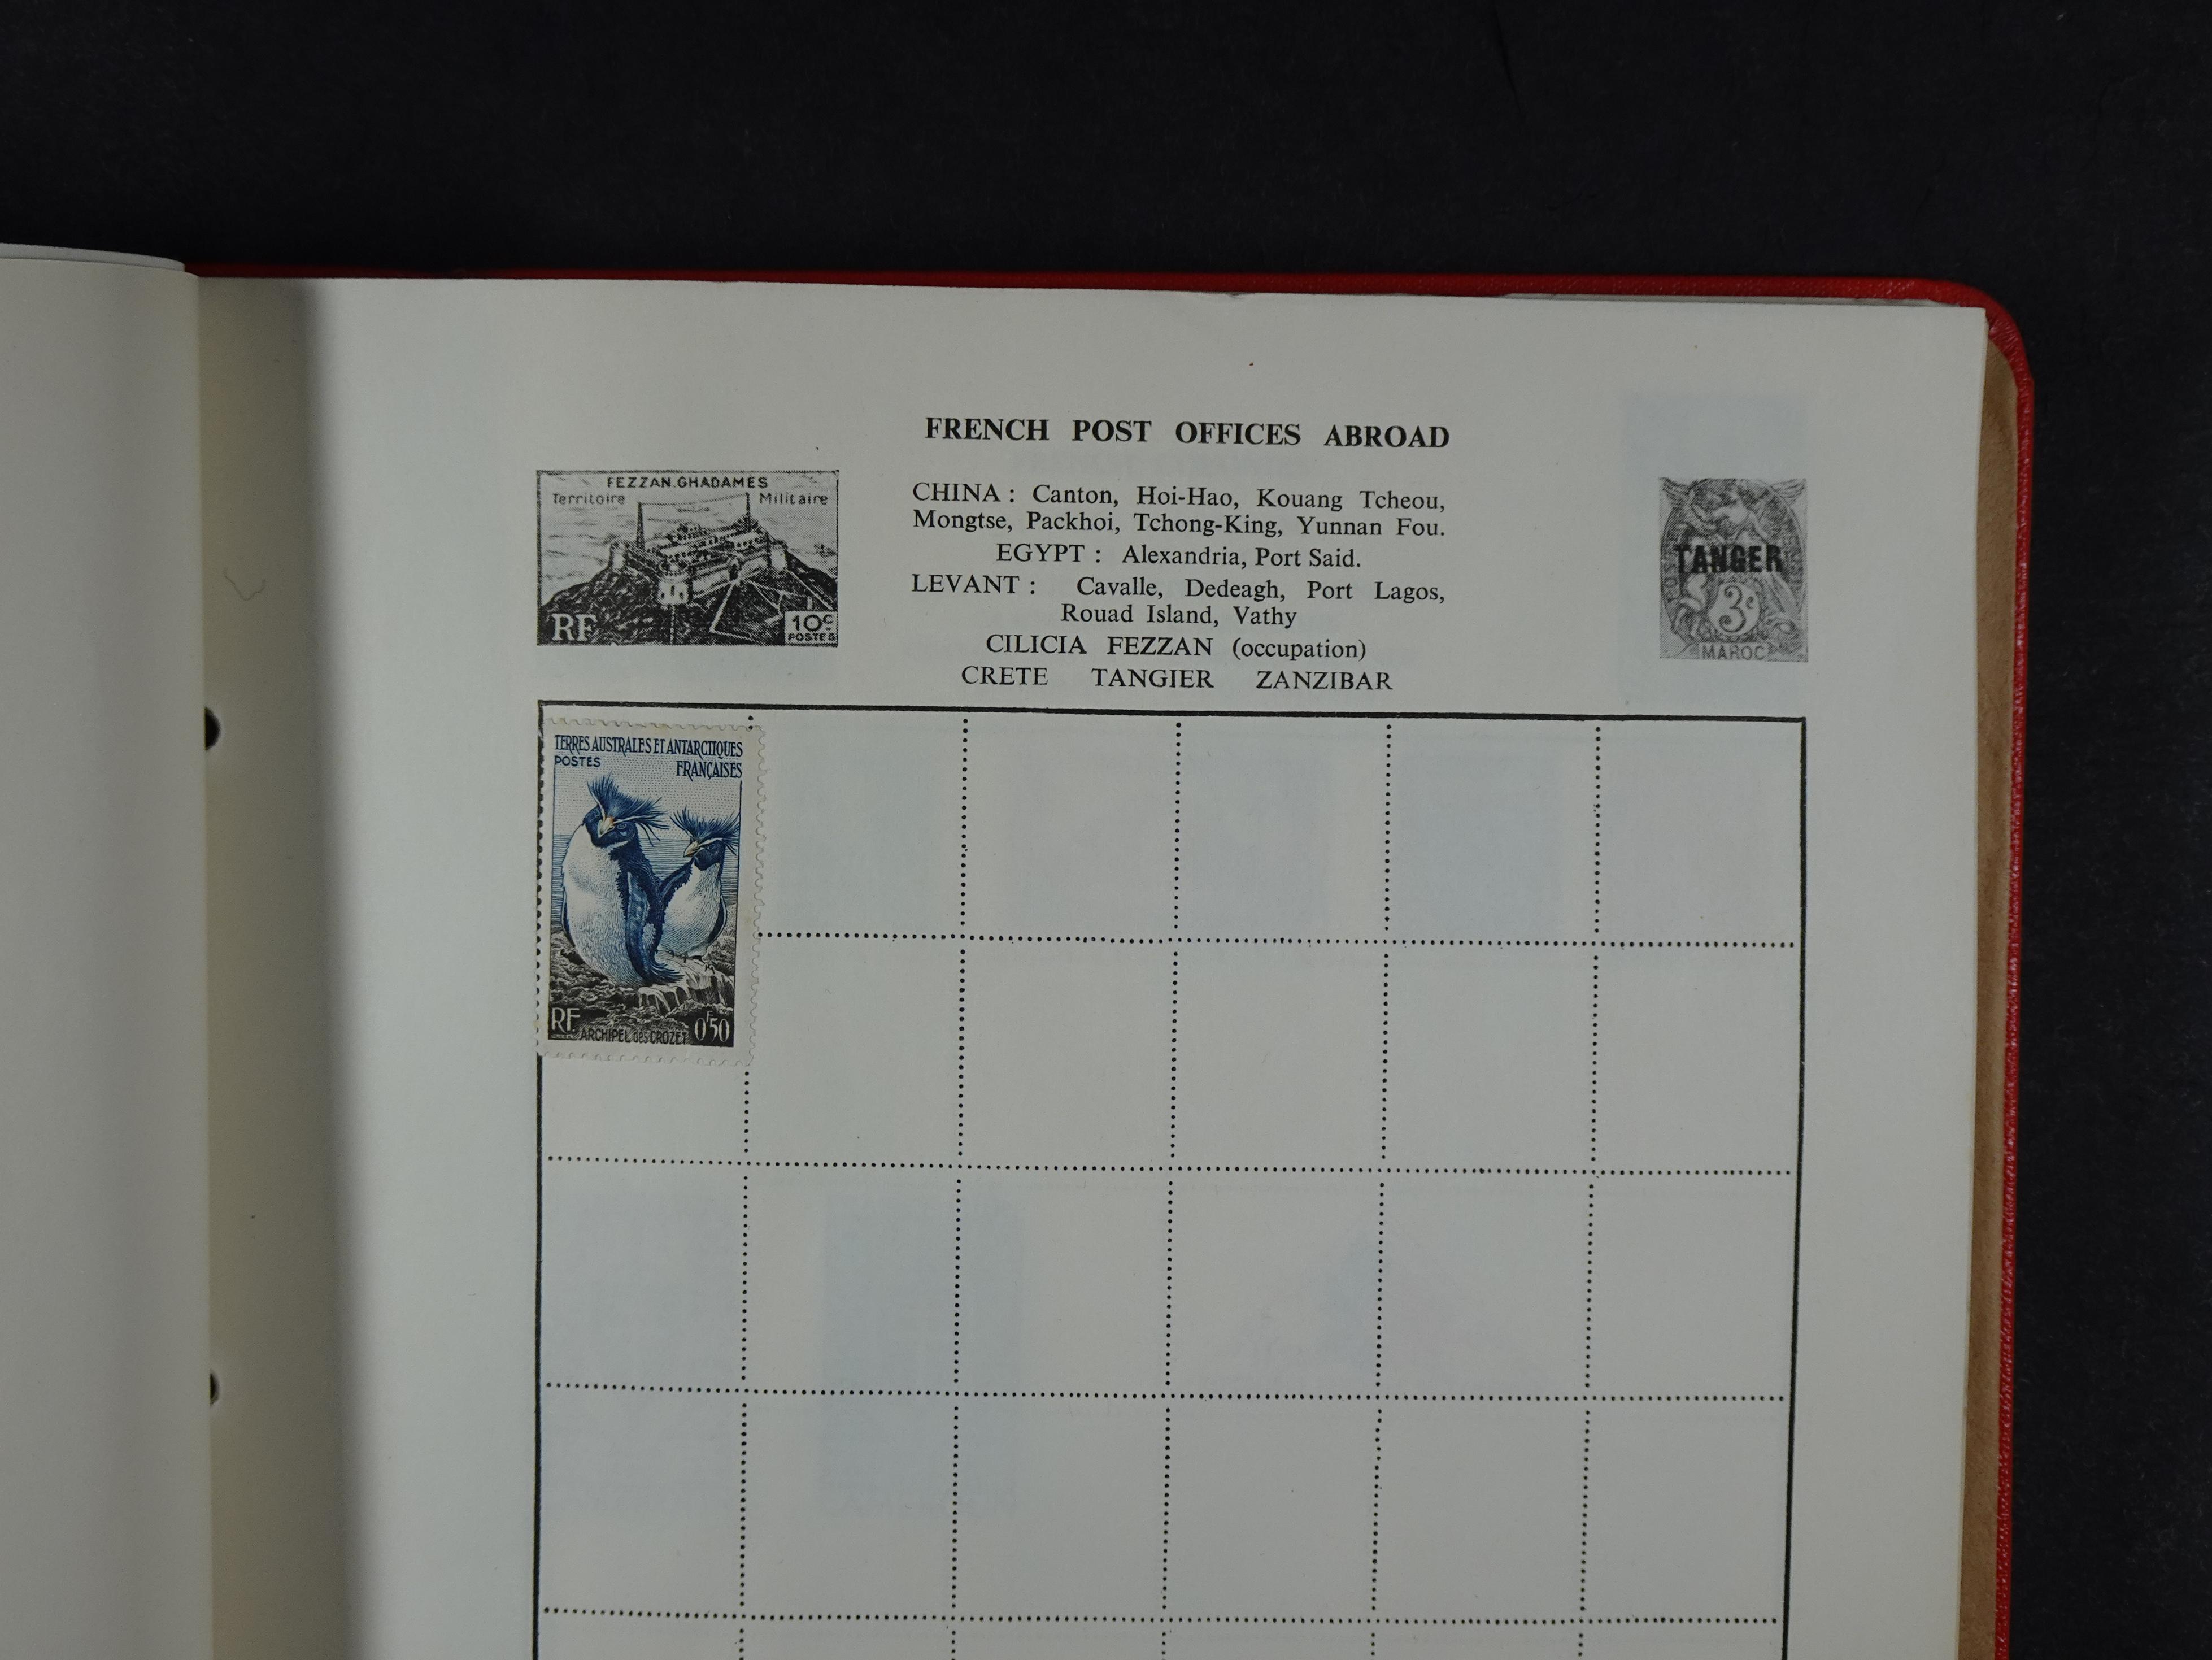 FRENCH POST OFFICES ABROAD
FEZZAN.GHADAMÈS
Territoire Militaire
RF
10c
POSTES
CHINA : Canton, Hoi-Hao, Kouang Tcheou,
Mongtse, Packhoi, Tchong-King, Yunnan Fou.
EGYPT : Alexandria, Port Said.
LEVANT : Cavalle, Dedeagh, Port Lagos,
Rouad Island, Vathy
CILICIA FEZZAN (occupation)
CRETE TANGIER ZANZIBAR
TANGER
3c
MAROC
TERRES AUSTRALES ET ANTARCTIQUES
POSTES FRANÇAISES
RF ARCHIPEL des CROZET 0F50